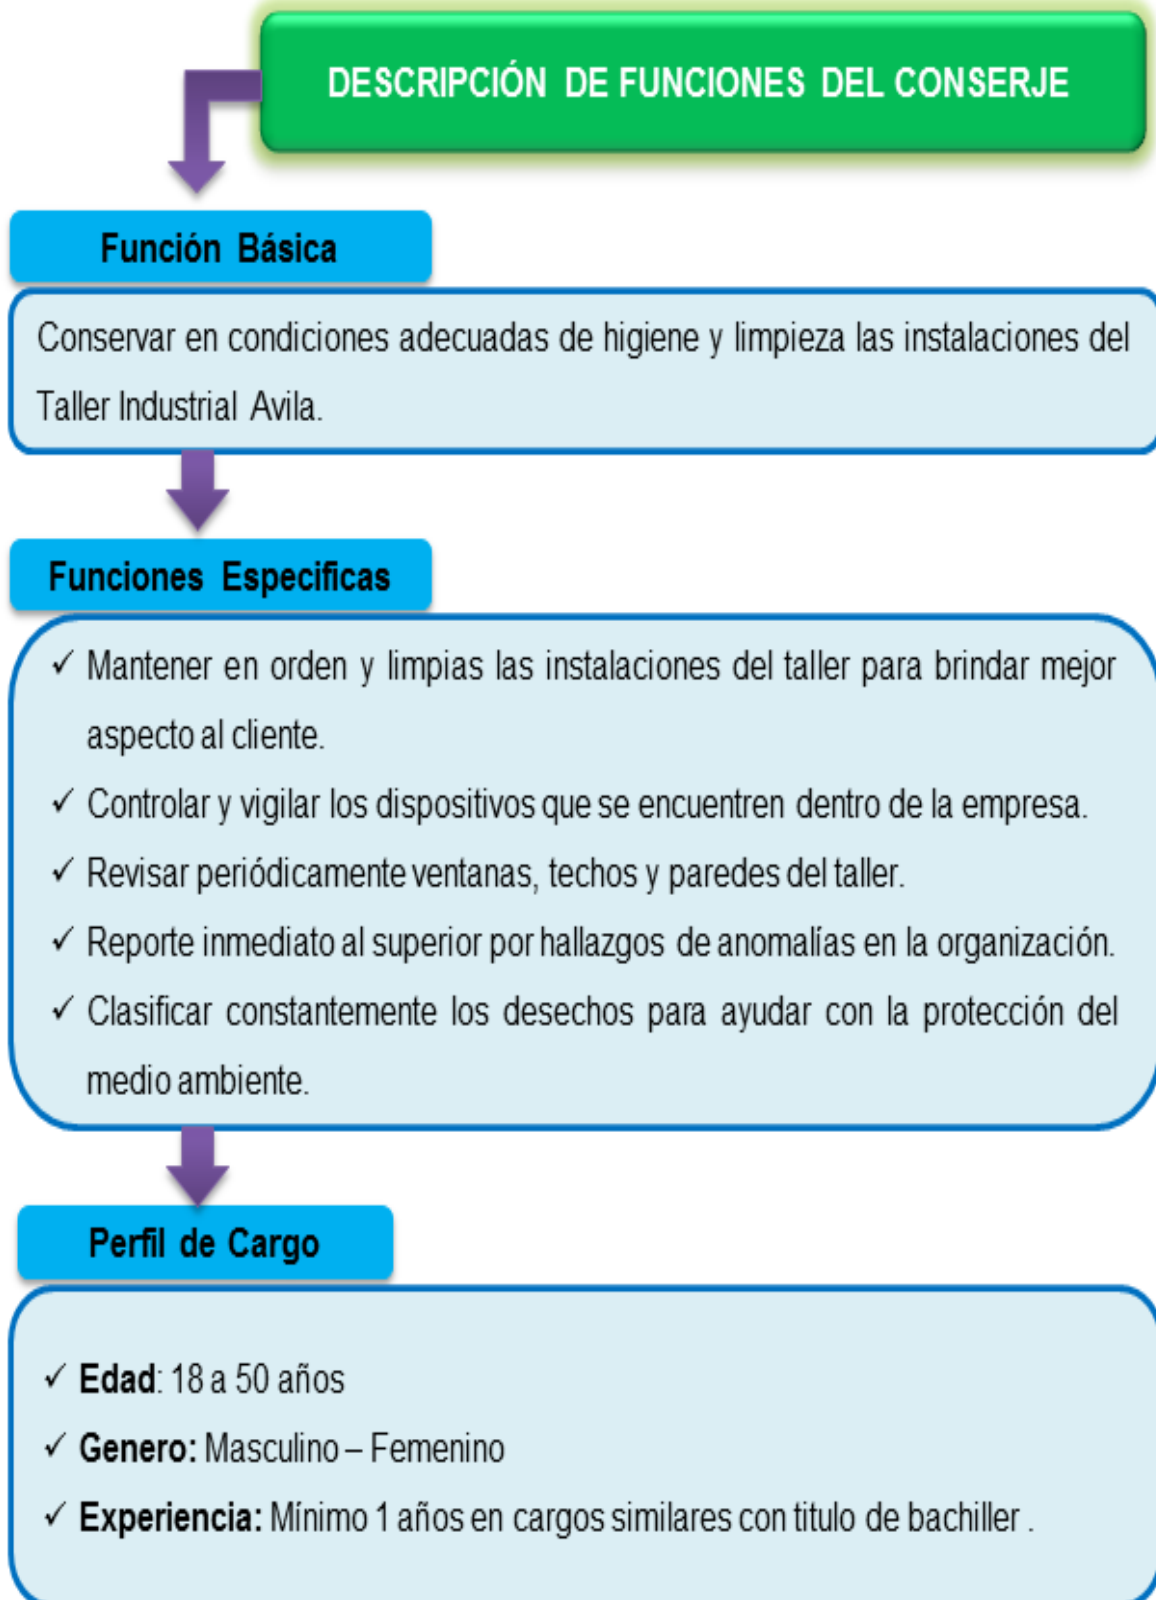 DESCRIPCIÓN DE FUNCIONES DEL CONSERJE
Función Básica
Conservar en condiciones adecuadas de higiene y limpieza las instalaciones del
Taller Industrial Avila.
Funciones Especificas
✓ Mantener en orden y limpias las instalaciones del taller para brindar mejor
aspecto al cliente.
✓ Controlar y vigilar los dispositivos que se encuentren dentro de la empresa.
✓ Revisar periódicamente ventanas, techos y paredes del taller.
✓ Reporte inmediato al superior por hallazgos de anomalías en la organización.
✓ Clasificar constantemente los desechos para ayudar con la protección del
medio ambiente.
Perfil de Cargo
✓ Edad: 18 a 50 años
✓ Genero: Masculino – Femenino
✓ Experiencia: Mínimo 1 años en cargos similares con titulo de bachiller .